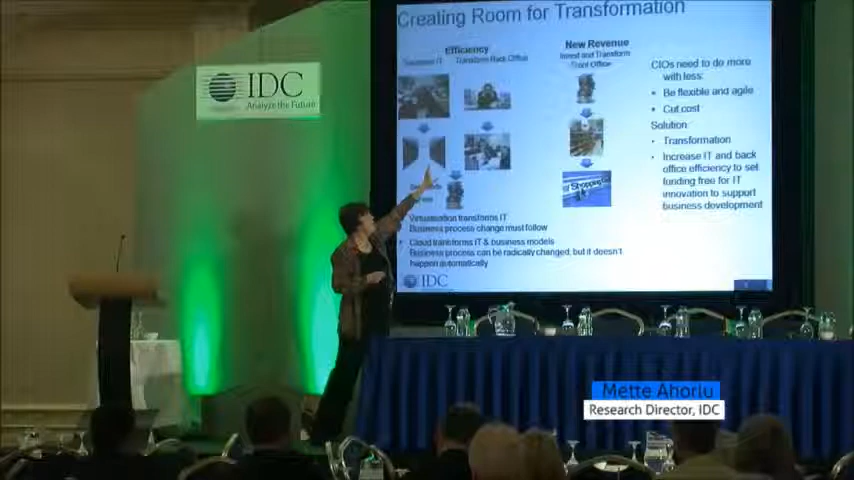 Creating Room for Transformation
Efficiency
Transform Back Office
New Revenue
Invest and Transform
Front Office
CIOs need to do more
with less:
• Be flexible and agile
• Cut cost
Solution:
• Transformation
• Increase IT and back
office efficiency to set
funding free for IT
innovation to support
business development
• Virtualisation transforms IT
Business process change must follow
• Cloud transforms IT & business models
Business process can be radically changed, but it doesn't
happen automatically
IDC
IDC
Analyze the Future
Mette Ahorlu
Research Director, IDC